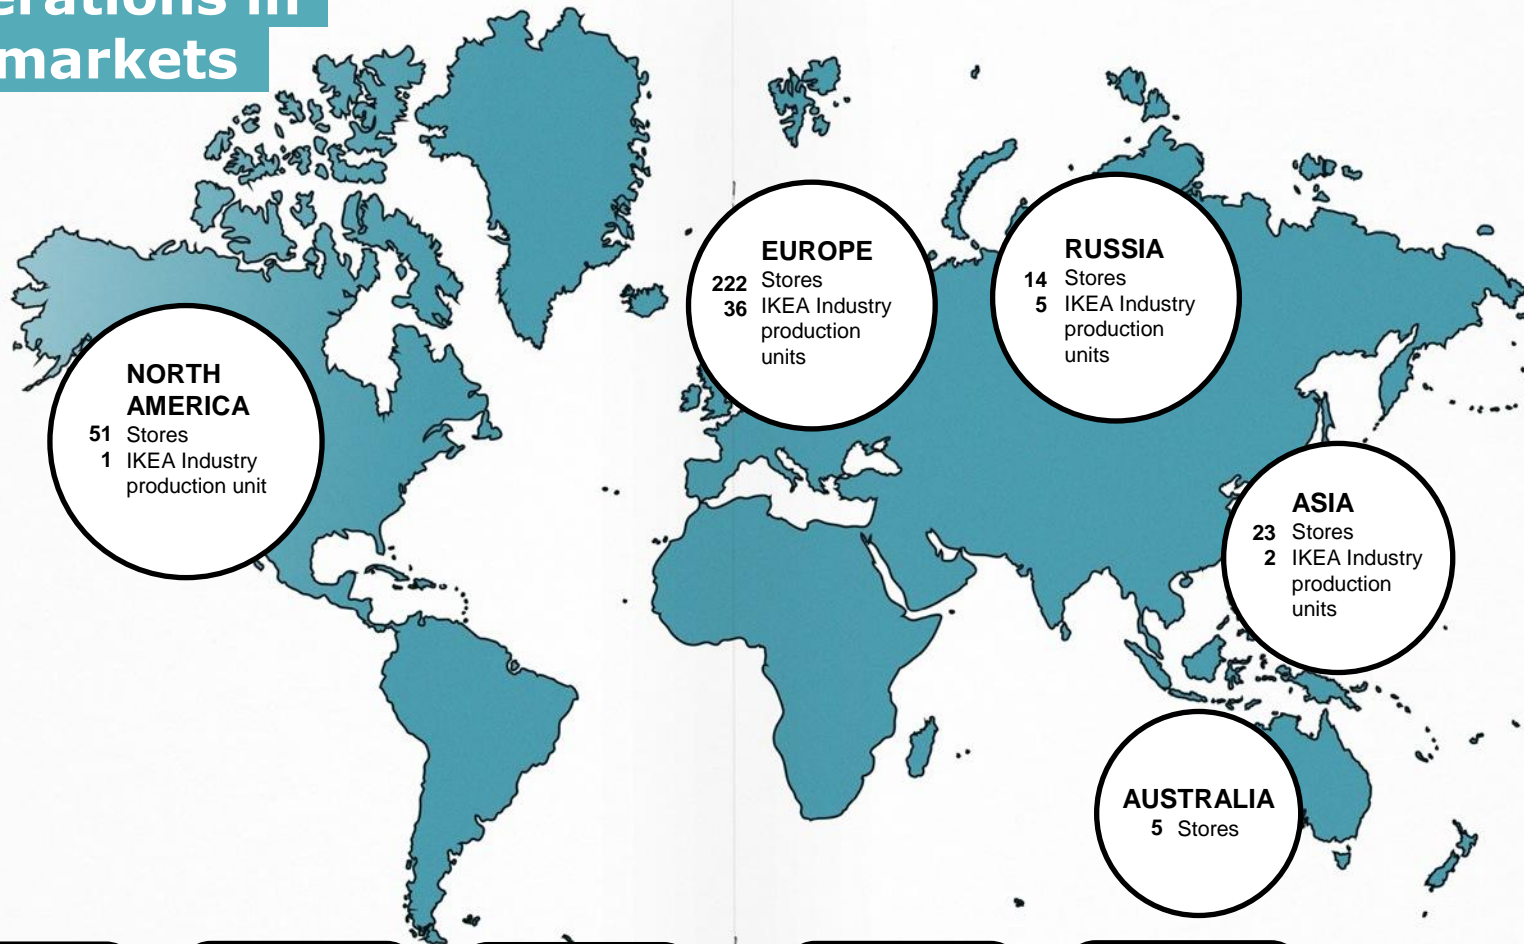 markets
NORTH
AMERICA
51 Stores
1 IKEA Industry
production unit
EUROPE
222 Stores
36 IKEA Industry
production
units
RUSSIA
14 Stores
5 IKEA Industry
production
units
ASIA
23 Stores
2 IKEA Industry
production
units
AUSTRALIA
5 Stores